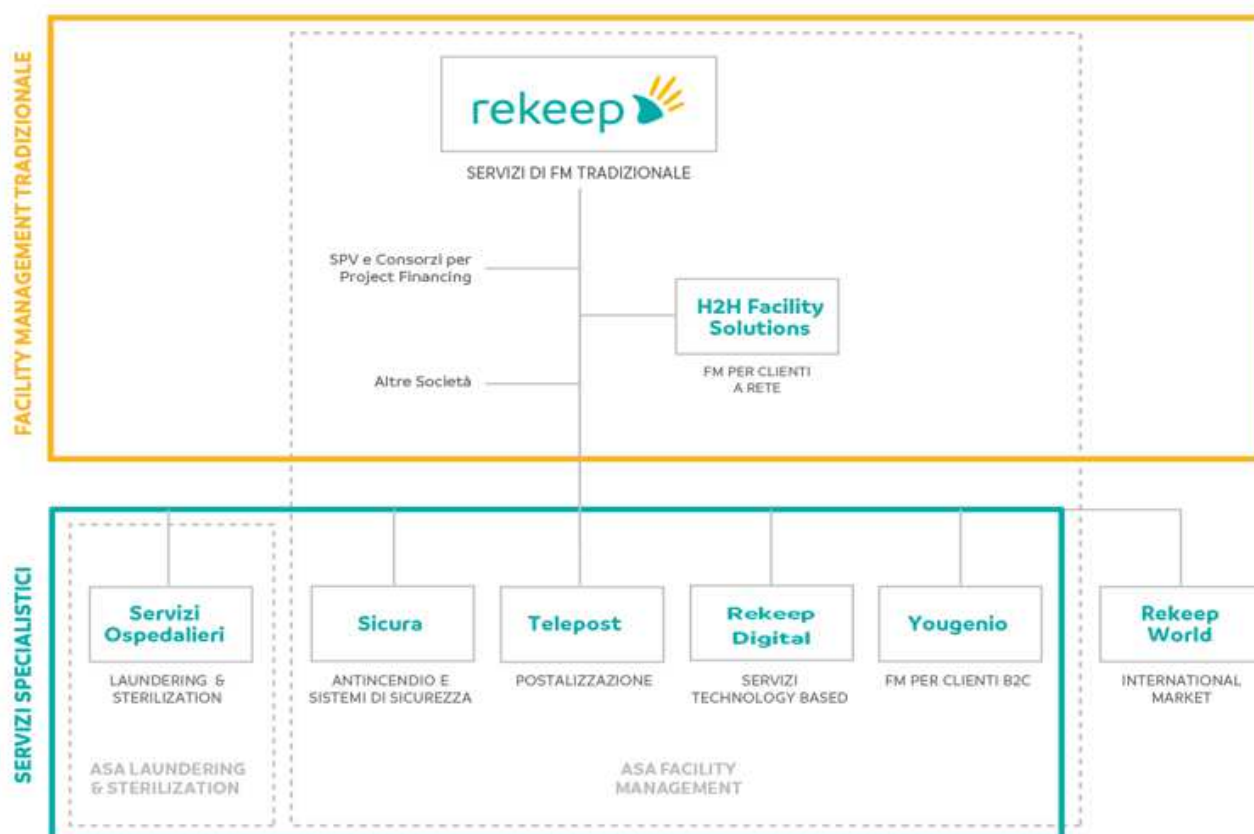 FACILITY MANAGEMENT TRADIZIONALE
rekeep
SERVIZI DI FM TRADIZIONALE
SPV e Consorzi per
Project Financing
H2H Facility
Solutions
FM PER CLIENTI
A RETE
Altre Società
SERVIZI SPECIALISTICI
Servizi
Ospedalieri
LAUNDERING &
STERILIZATION
Sicura
ANTINCENDIO E
SISTEMI DI SICUREZZA
Telepost
POSTALIZZAZIONE
Rekeep
Digital
SERVIZI
TECHNOLOGY BASED
Yougenio
FM PER CLIENTI B2C
Rekeep
World
INTERNATIONAL
MARKET
ASA LAUNDERING
& STERILIZATION
ASA FACILITY
MANAGEMENT